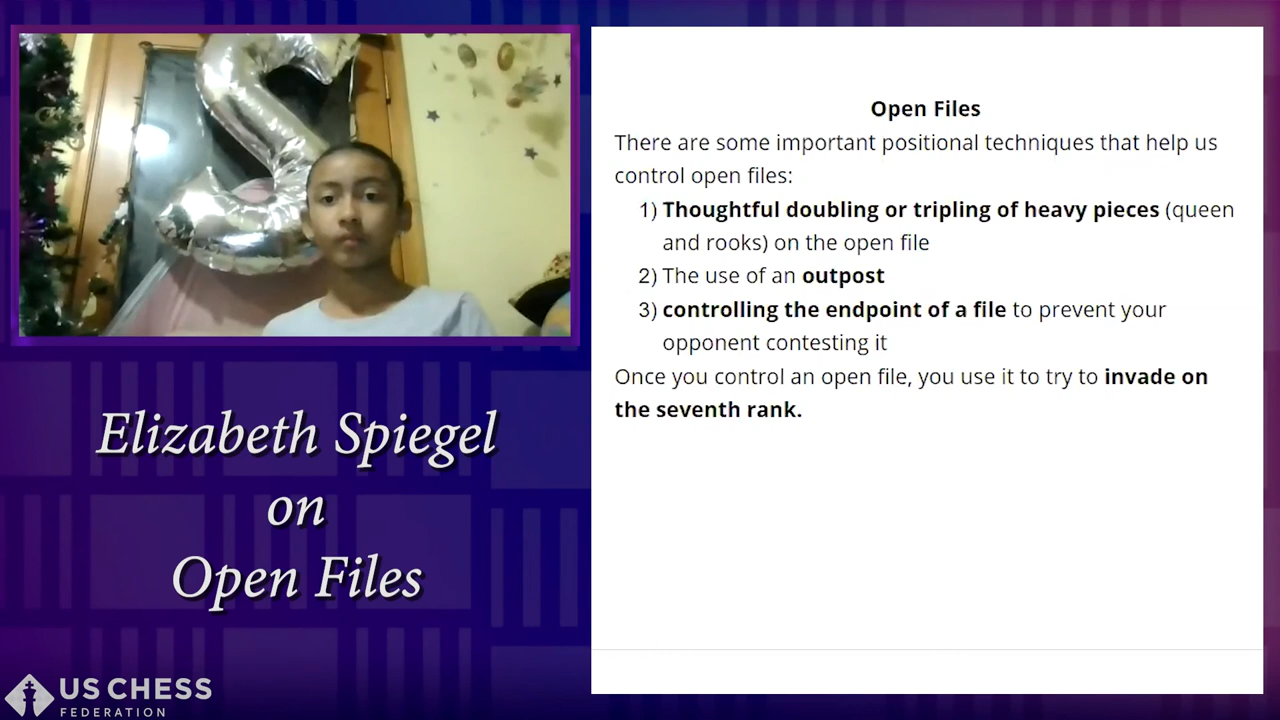 Open Files
There are some important positional techniques that help us
control open files:
1) Thoughtful doubling or tripling of heavy pieces (queen
and rooks) on the open file
2) The use of an outpost
3) controlling the endpoint of a file to prevent your
opponent contesting it
Once you control an open file, you use it to try to invade on
the seventh rank.
Elizabeth Spiegel
on
Open Files
US CHESS
FEDERATION